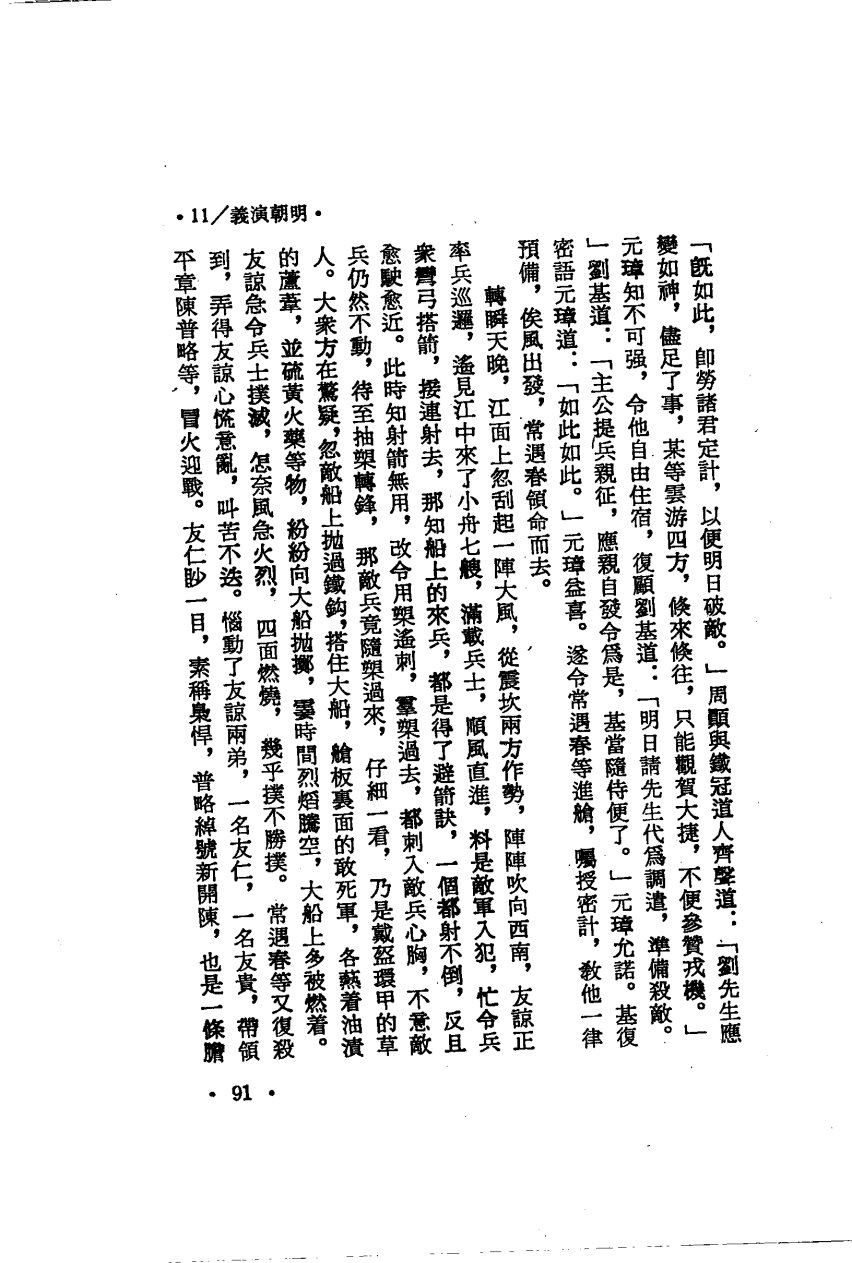 •11/義演朝明•
「旣如此，卽勞諸君定計，以便明日破敵。」周顚與鐵冠道人齊聲道：「劉先生應
變如神，儘足了事，某等雲游四方，倏來倏往，只能觀賀大捷，不便參贊戎機。」
元璋知不可强，令他自由住宿，復顧劉基道：「明日請先生代爲調遣，準備殺敵。
」劉基道：「主公提兵親征，應親自發令爲是，基當隨侍便了。」元璋允諾。基復
密語元璋道：「如此如此。」元璋益喜。遂令常遇春等進艙，囑授密計，敎他一律
預備，俟風出發，常遇春領命而去。
轉瞬天晚，江面上忽刮起一陣大風，從震坎兩方作勢，陣陣吹向西南，友諒正
率兵巡邏，遙見江中來了小舟七艘，滿載兵士，順風直進，料是敵軍入犯，忙令兵
衆彎弓搭箭，接連射去，那知船上的來兵，都是得了避箭訣，一個都射不倒，反且
愈駛愈近。此時知射箭無用，改令用槊遙刺，羣槊過去，都刺入敵兵心胸，不意敵
兵仍然不動，待至抽槊轉鋒，那敵兵竟隨槊過來，仔細一看，乃是戴盔環甲的草
人。大衆方在驚疑，忽敵船上拋過鐵鈎，搭住大船，艙板裏面的敢死軍，各爇着油漬
的蘆葦，並硫黃火藥等物，紛紛向大船拋擲，霎時間烈熖騰空，大船上多被燃着。
友諒急令兵士撲滅，怎奈風急火烈，四面燃燒，幾乎撲不勝撲。常遇春等又復殺
到，弄得友諒心慌意亂，叫苦不迭。惱動了友諒兩弟，一名友仁，一名友貴，帶領
平章陳普略等，冒火迎戰。友仁眇一目，素稱梟悍，普略綽號新開陳，也是一條膽
• 91 •